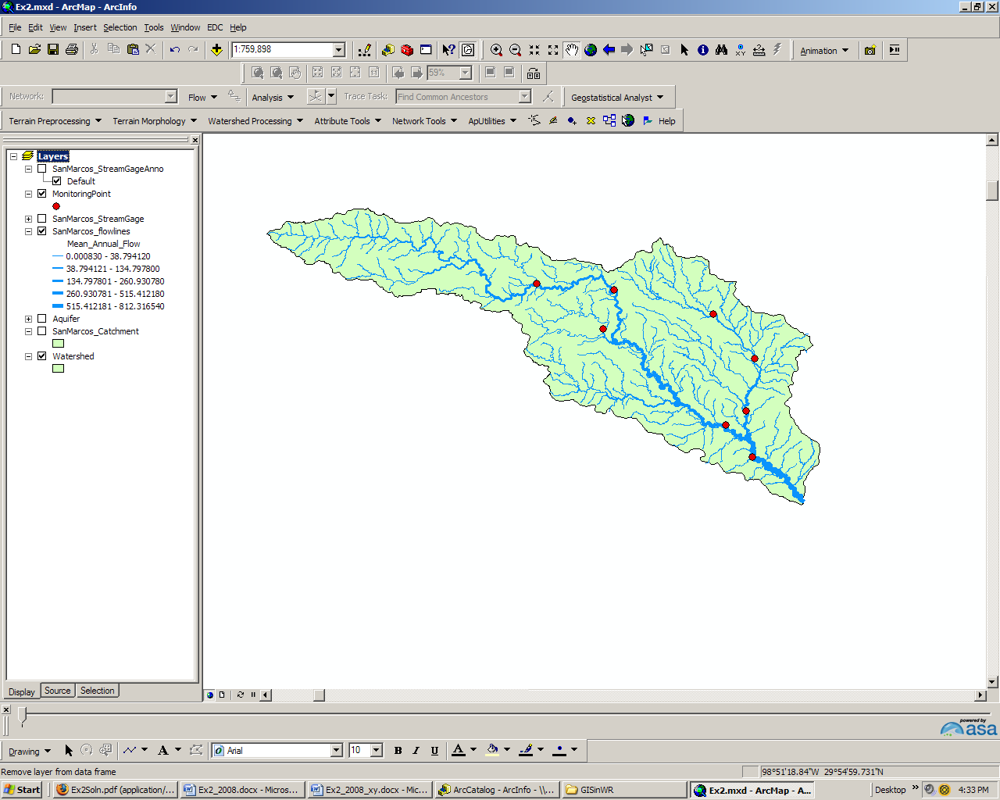 Ex2.mxd - ArcMap - ArcInfo
File Edit View Insert Selection Tools Window EDC Help
1:759,898
Animation
59%
Network: Flow Analysis Trace Task: Find Common Ancestors Geostatistical Analyst
Terrain Preprocessing Terrain Morphology Watershed Processing Attribute Tools Network Tools ApUtilities Help
Layers
SanMarcos_StreamGageAnno
Default
MonitoringPoint
SanMarcos_StreamGage
SanMarcos_flowlines
Mean_Annual_Flow
0.000830 - 38.794120
38.794121 - 134.797800
134.797801 - 260.930780
260.930781 - 515.412180
515.412181 - 812.316540
Aquifer
SanMarcos_Catchment
Watershed
Display Source Selection
powered by
asa
Drawing A Arial 10 B I U A
Remove layer from data frame 98°51'18.84"W 29°54'59.731"N
Start Ex2Soln.pdf (application/... Ex2_2008.docx - Micros... Ex2_2008_xy.docx - Mic... ArcCatalog - ArcInfo - \\... GISinWR Ex2.mxd - ArcMap - A... Desktop » 4:33 PM